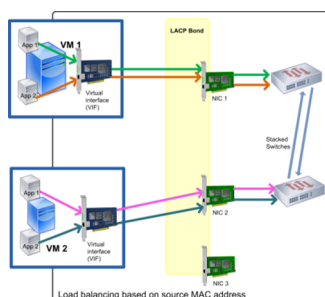 LACP Bond
App 1
VM 1
App 2
Virtual
interface
(VIF)
NIC 1
Stacked
Switches
App 1
VM 2
App 2
Virtual
interface
(VIF)
NIC 2
NIC 3
Load balancing based on source MAC address